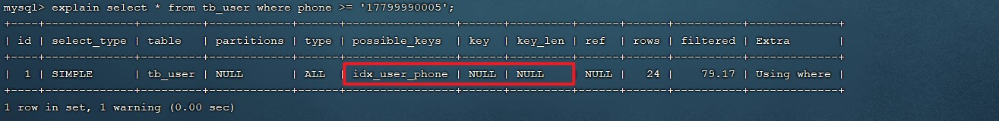 mysql> explain select * from tb_user where phone >= '17799990005';
+----+-------------+---------+------------+------+----------------+------+---------+------+------+----------+-------------+
| id | select_type | table | partitions | type | possible_keys | key | key_len | ref | rows | filtered | Extra |
+----+-------------+---------+------------+------+----------------+------+---------+------+------+----------+-------------+
| 1 | SIMPLE | tb_user | NULL | ALL | idx_user_phone | NULL | NULL | NULL | 24 | 79.17 | Using where |
+----+-------------+---------+------------+------+----------------+------+---------+------+------+----------+-------------+
1 row in set, 1 warning (0.00 sec)